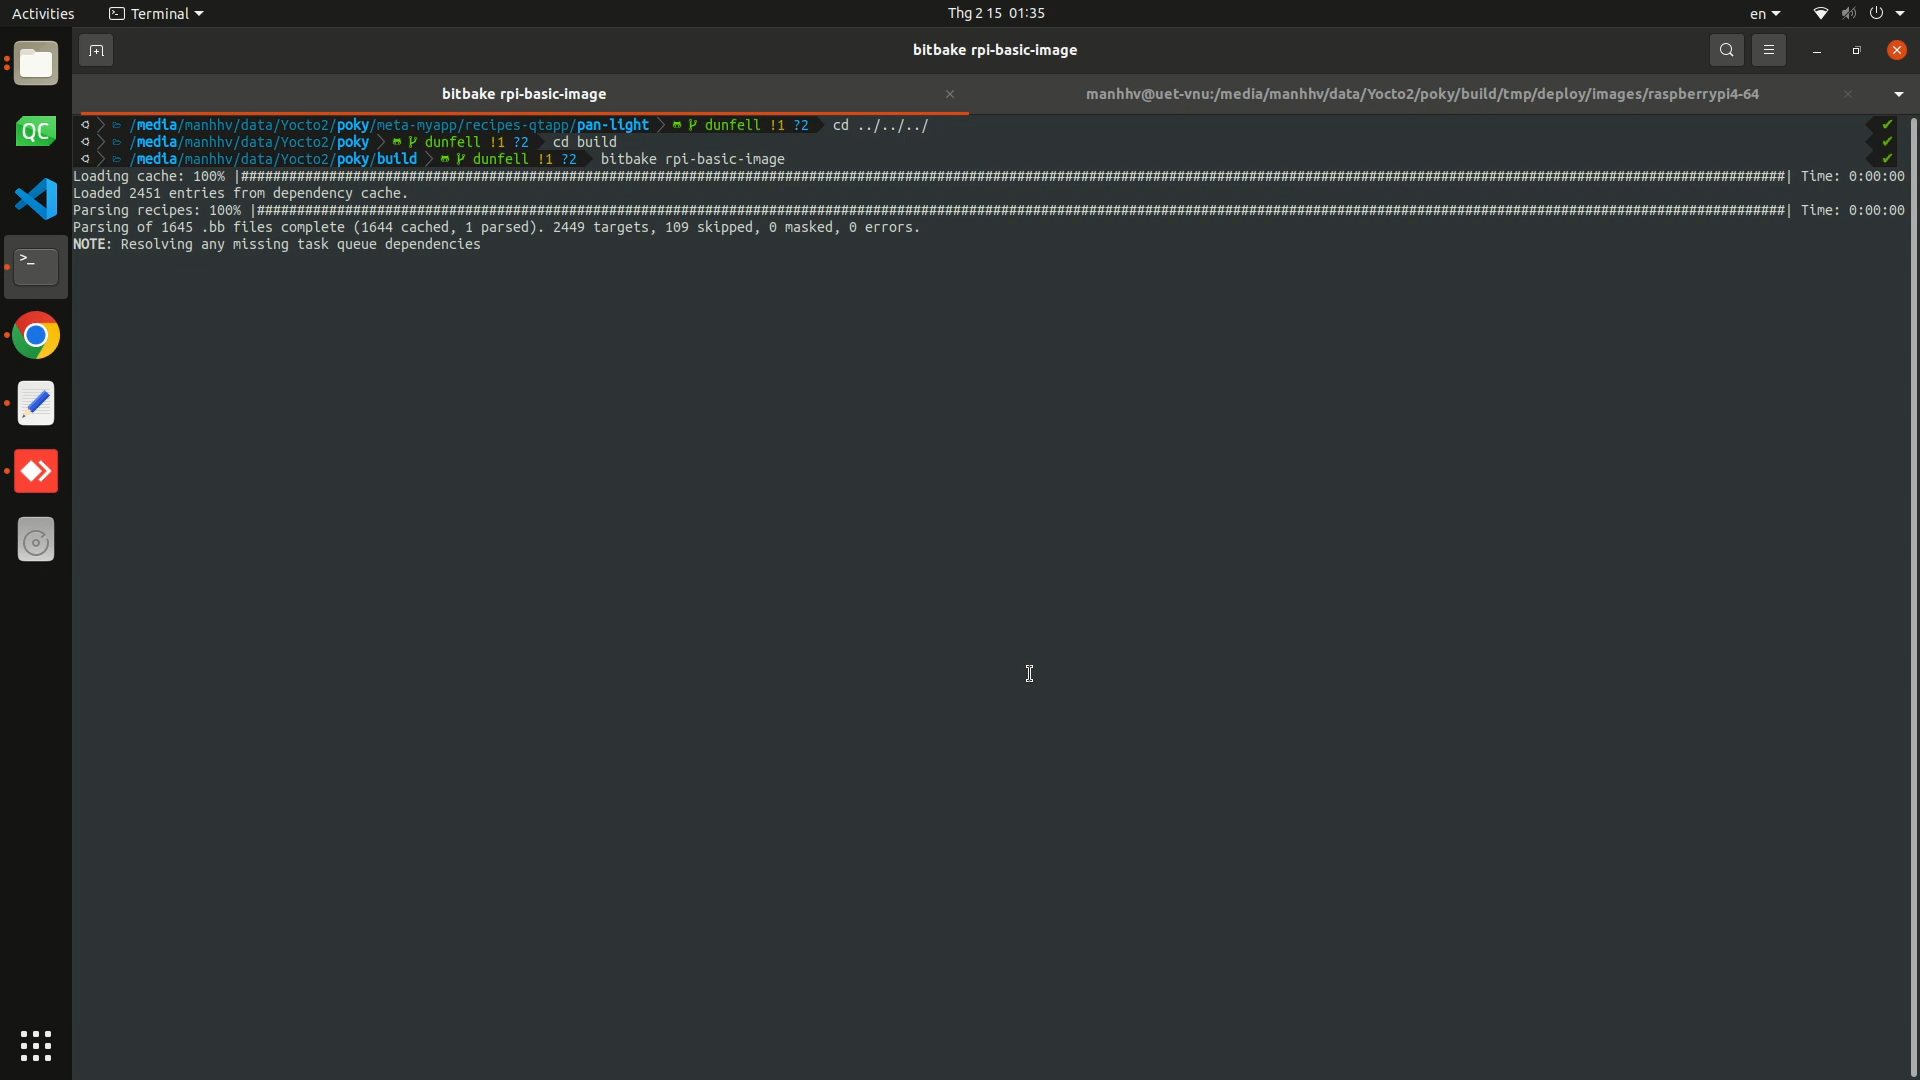 Activities Terminal Thg 2 15 01:35 en
bitbake rpi-basic-image
bitbake rpi-basic-image manhhv@uet-vnu:/media/manhhv/data/Yocto2/poky/build/tmp/deploy/images/raspberrypi4-64
QC
/media/manhhv/data/Yocto2/poky/meta-myapp/recipes-qtapp/pan-light dunfell !1 ?2 cd ../../../
/media/manhhv/data/Yocto2/poky dunfell !1 ?2 cd build
/media/manhhv/data/Yocto2/poky/build dunfell !1 ?2 bitbake rpi-basic-image
Loading cache: 100% |################################################################################################################################################################################################| Time: 0:00:00
Loaded 2451 entries from dependency cache.
Parsing recipes: 100% |##############################################################################################################################################################################################| Time: 0:00:00
Parsing of 1645 .bb files complete (1644 cached, 1 parsed). 2449 targets, 109 skipped, 0 masked, 0 errors.
NOTE: Resolving any missing task queue dependencies
>_